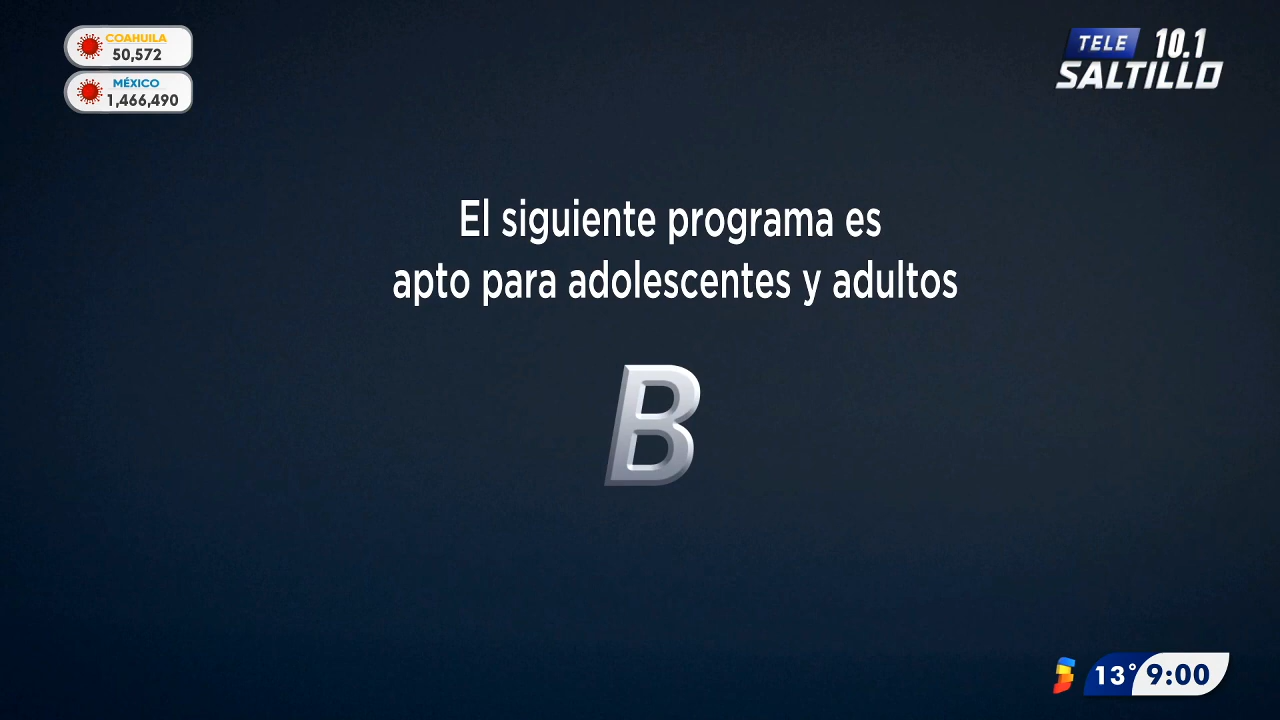 COAHUILA
50,572
MÉXICO
1,466,490
TELE 10.1
SALTILLO
El siguiente programa es
apto para adolescentes y adultos
B
13° 9:00